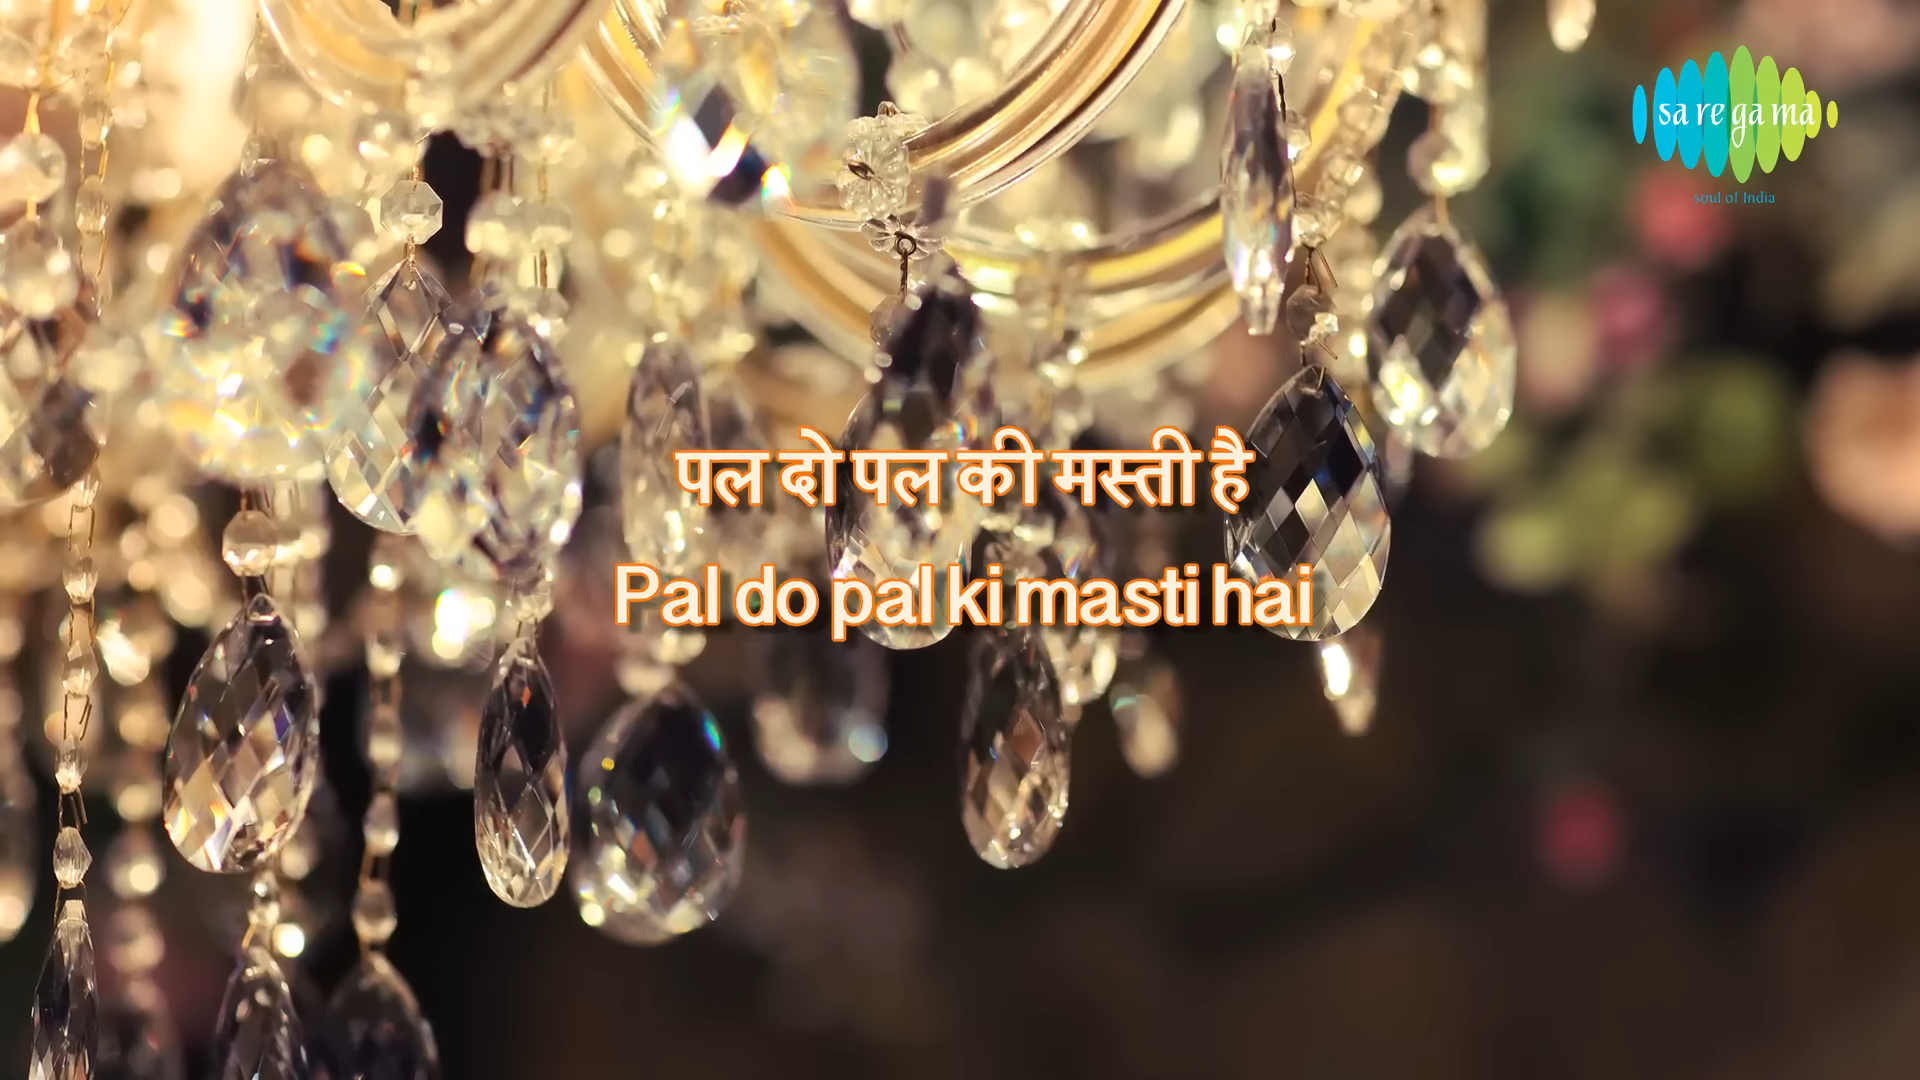 sa re ga ma
soul of India
पल दो पल की मस्ती है
Pal do pal ki masti hai